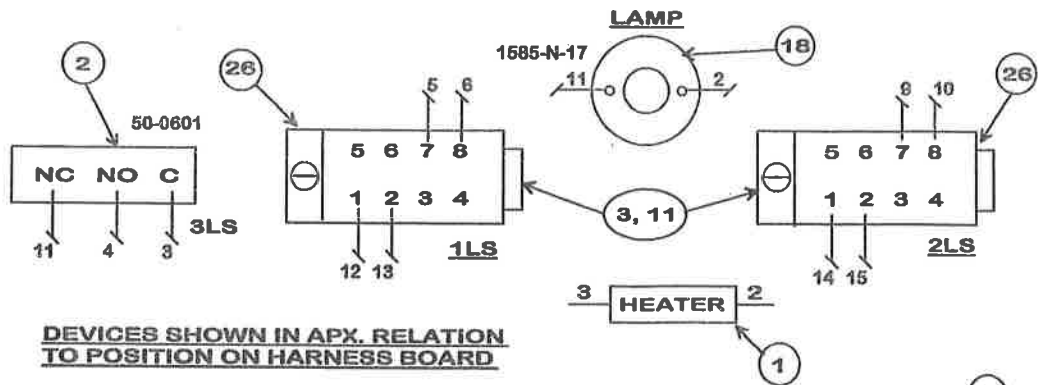 LAMP
1585-N-17
18
11
2
2
50-0601
NC NO C
11 4 3
3LS
26
5 6
5 6 7 8
1 2 3 4
12 13
1LS
3, 11
26
9 10
5 6 7 8
1 2 3 4
14 15
2LS
3 HEATER 2
1
DEVICES SHOWN IN APX. RELATION
TO POSITION ON HARNESS BOARD